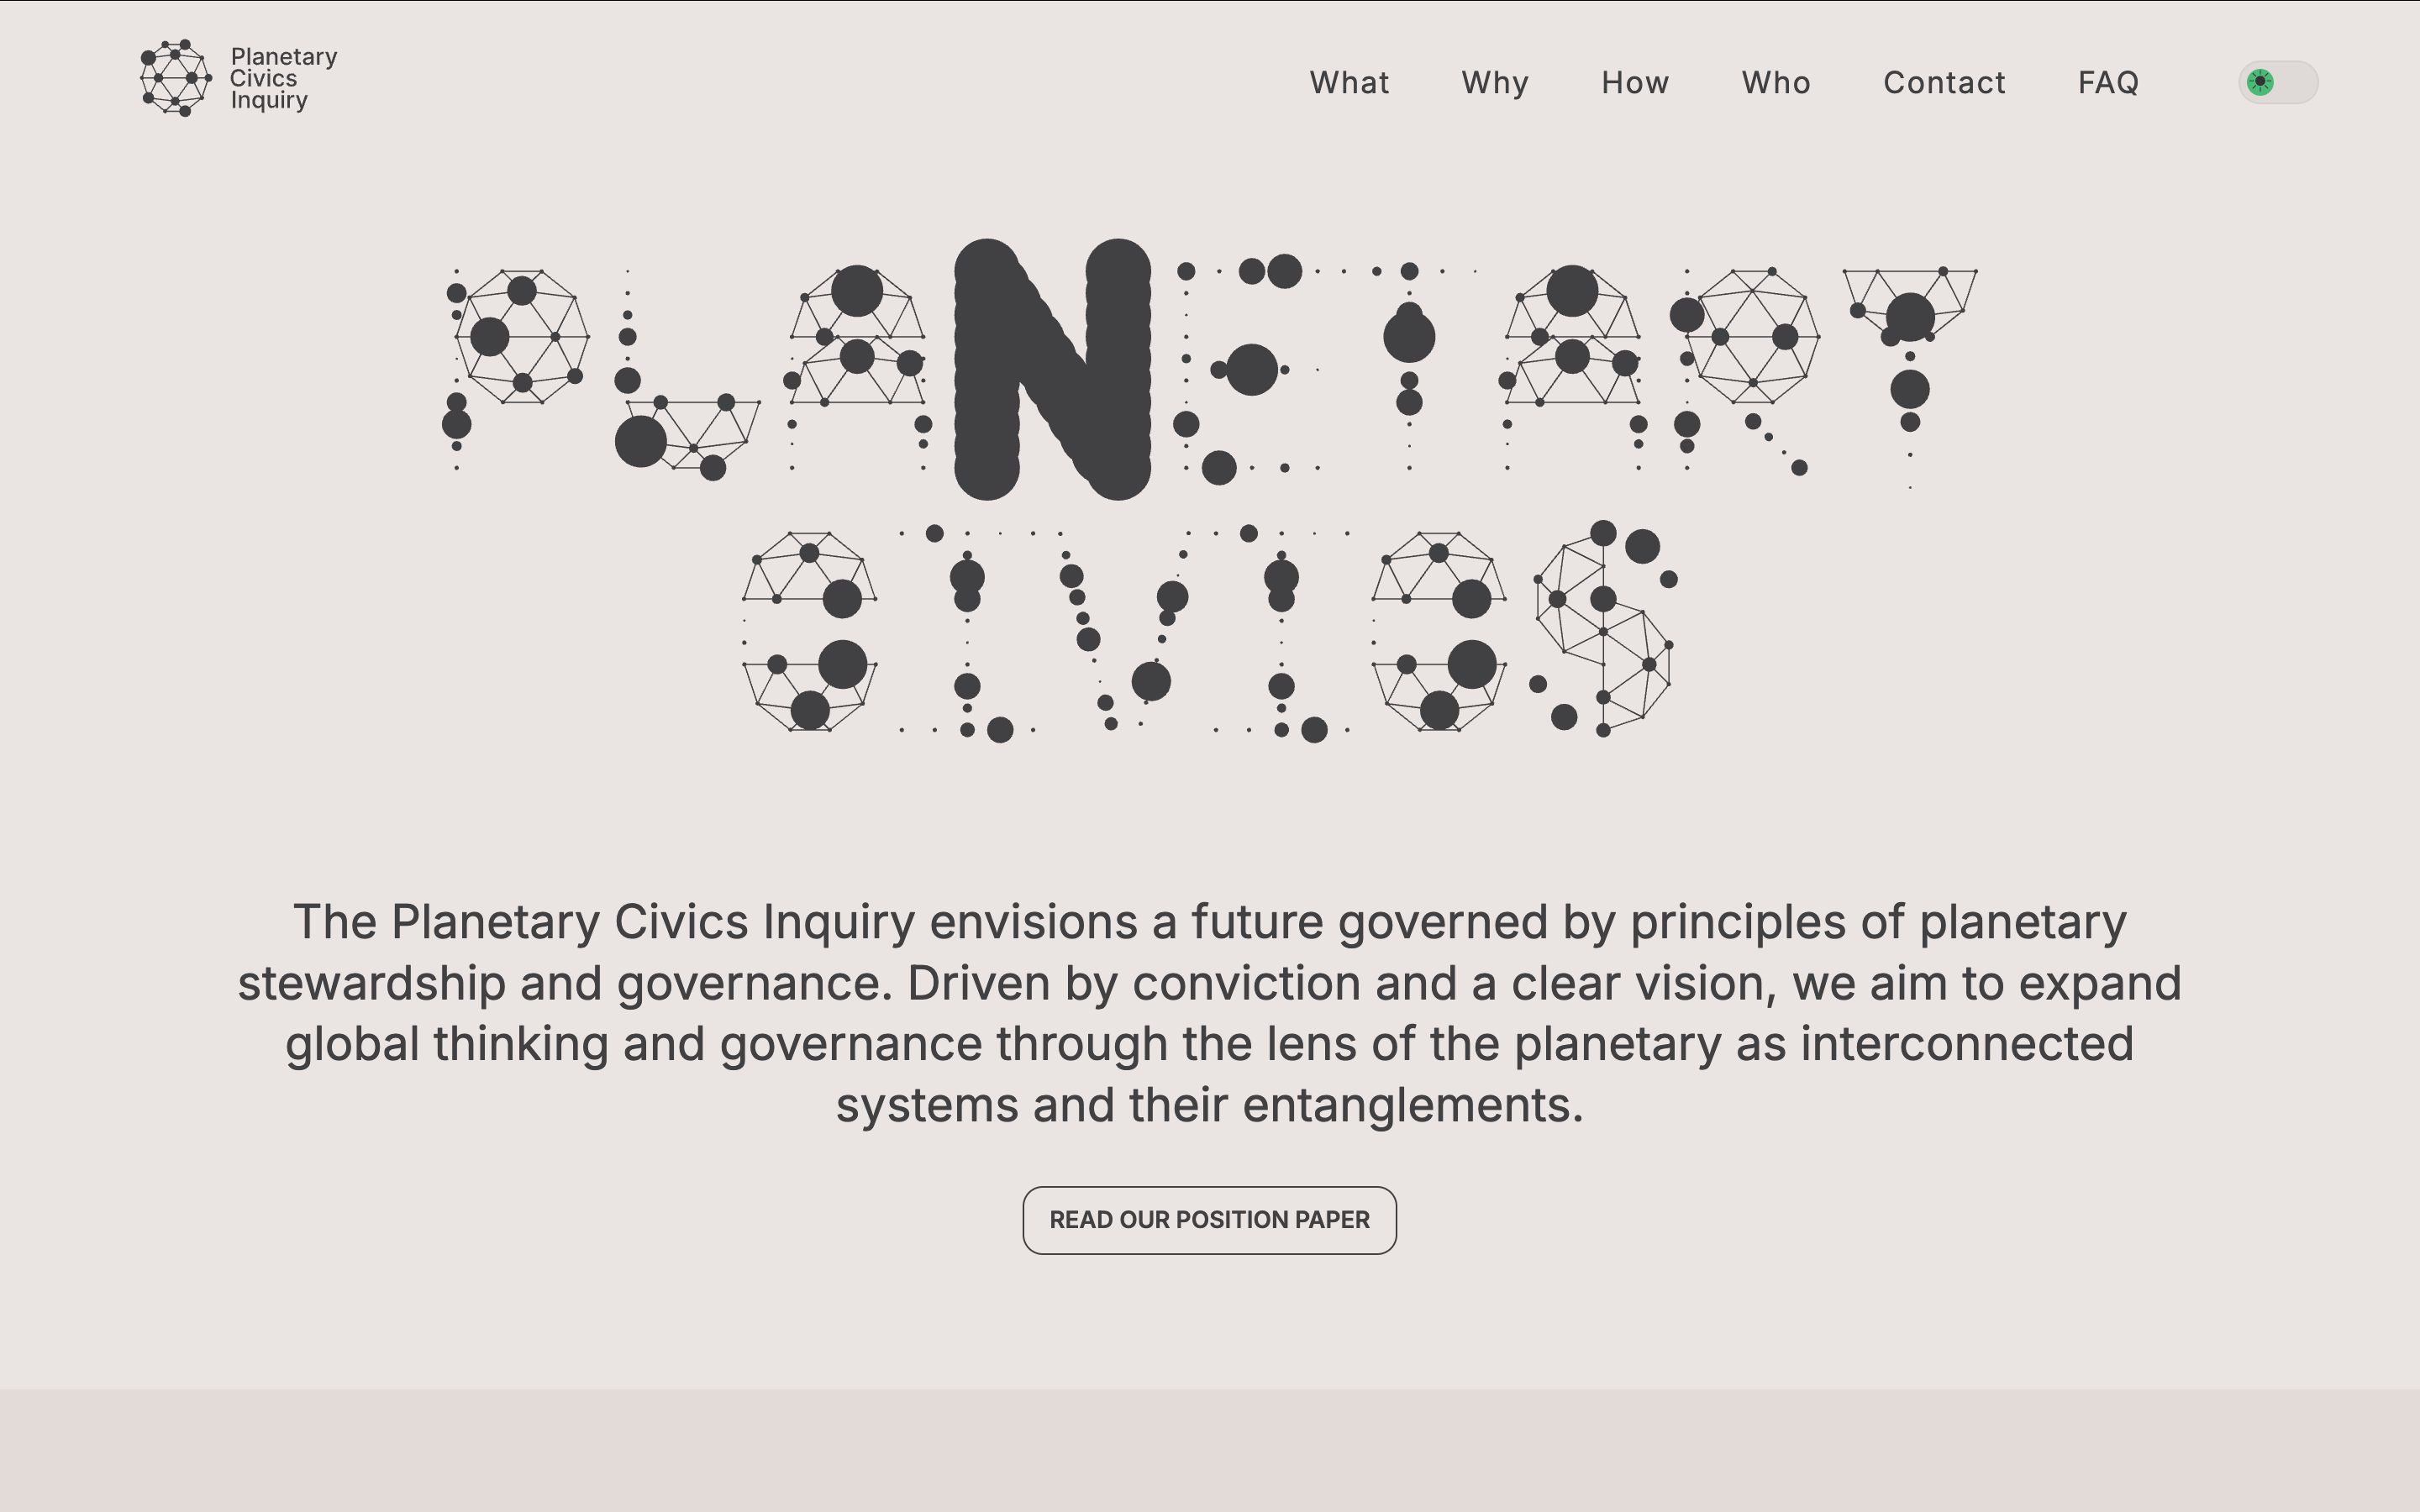 Planetary
Civics
Inquiry
What Why How Who Contact FAQ
PLANETARY
CIVICS
The Planetary Civics Inquiry envisions a future governed by principles of planetary
stewardship and governance. Driven by conviction and a clear vision, we aim to expand
global thinking and governance through the lens of the planetary as interconnected
systems and their entanglements.
READ OUR POSITION PAPER